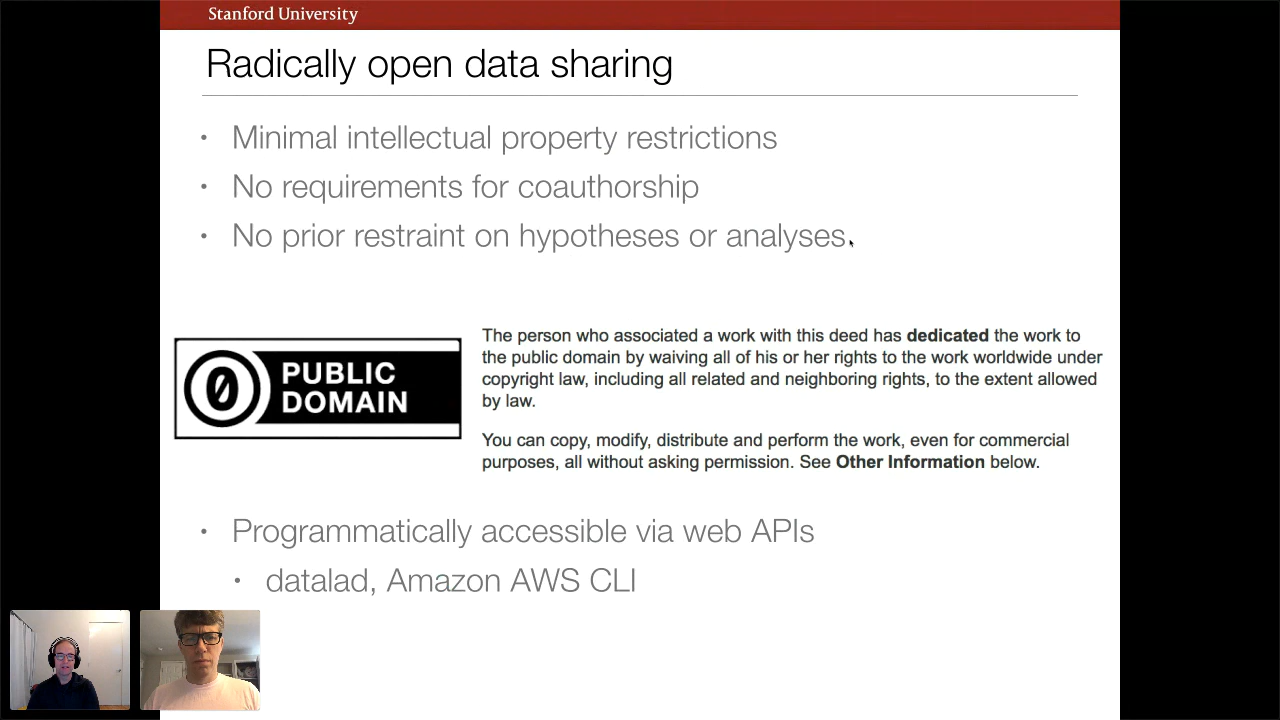 Stanford University
Radically open data sharing
• Minimal intellectual property restrictions
• No requirements for coauthorship
• No prior restraint on hypotheses or analyses
PUBLIC
DOMAIN
The person who associated a work with this deed has dedicated the work to
the public domain by waiving all of his or her rights to the work worldwide under
copyright law, including all related and neighboring rights, to the extent allowed
by law.
You can copy, modify, distribute and perform the work, even for commercial
purposes, all without asking permission. See Other Information below.
• Programmatically accessible via web APIs
• datalad, Amazon AWS CLI